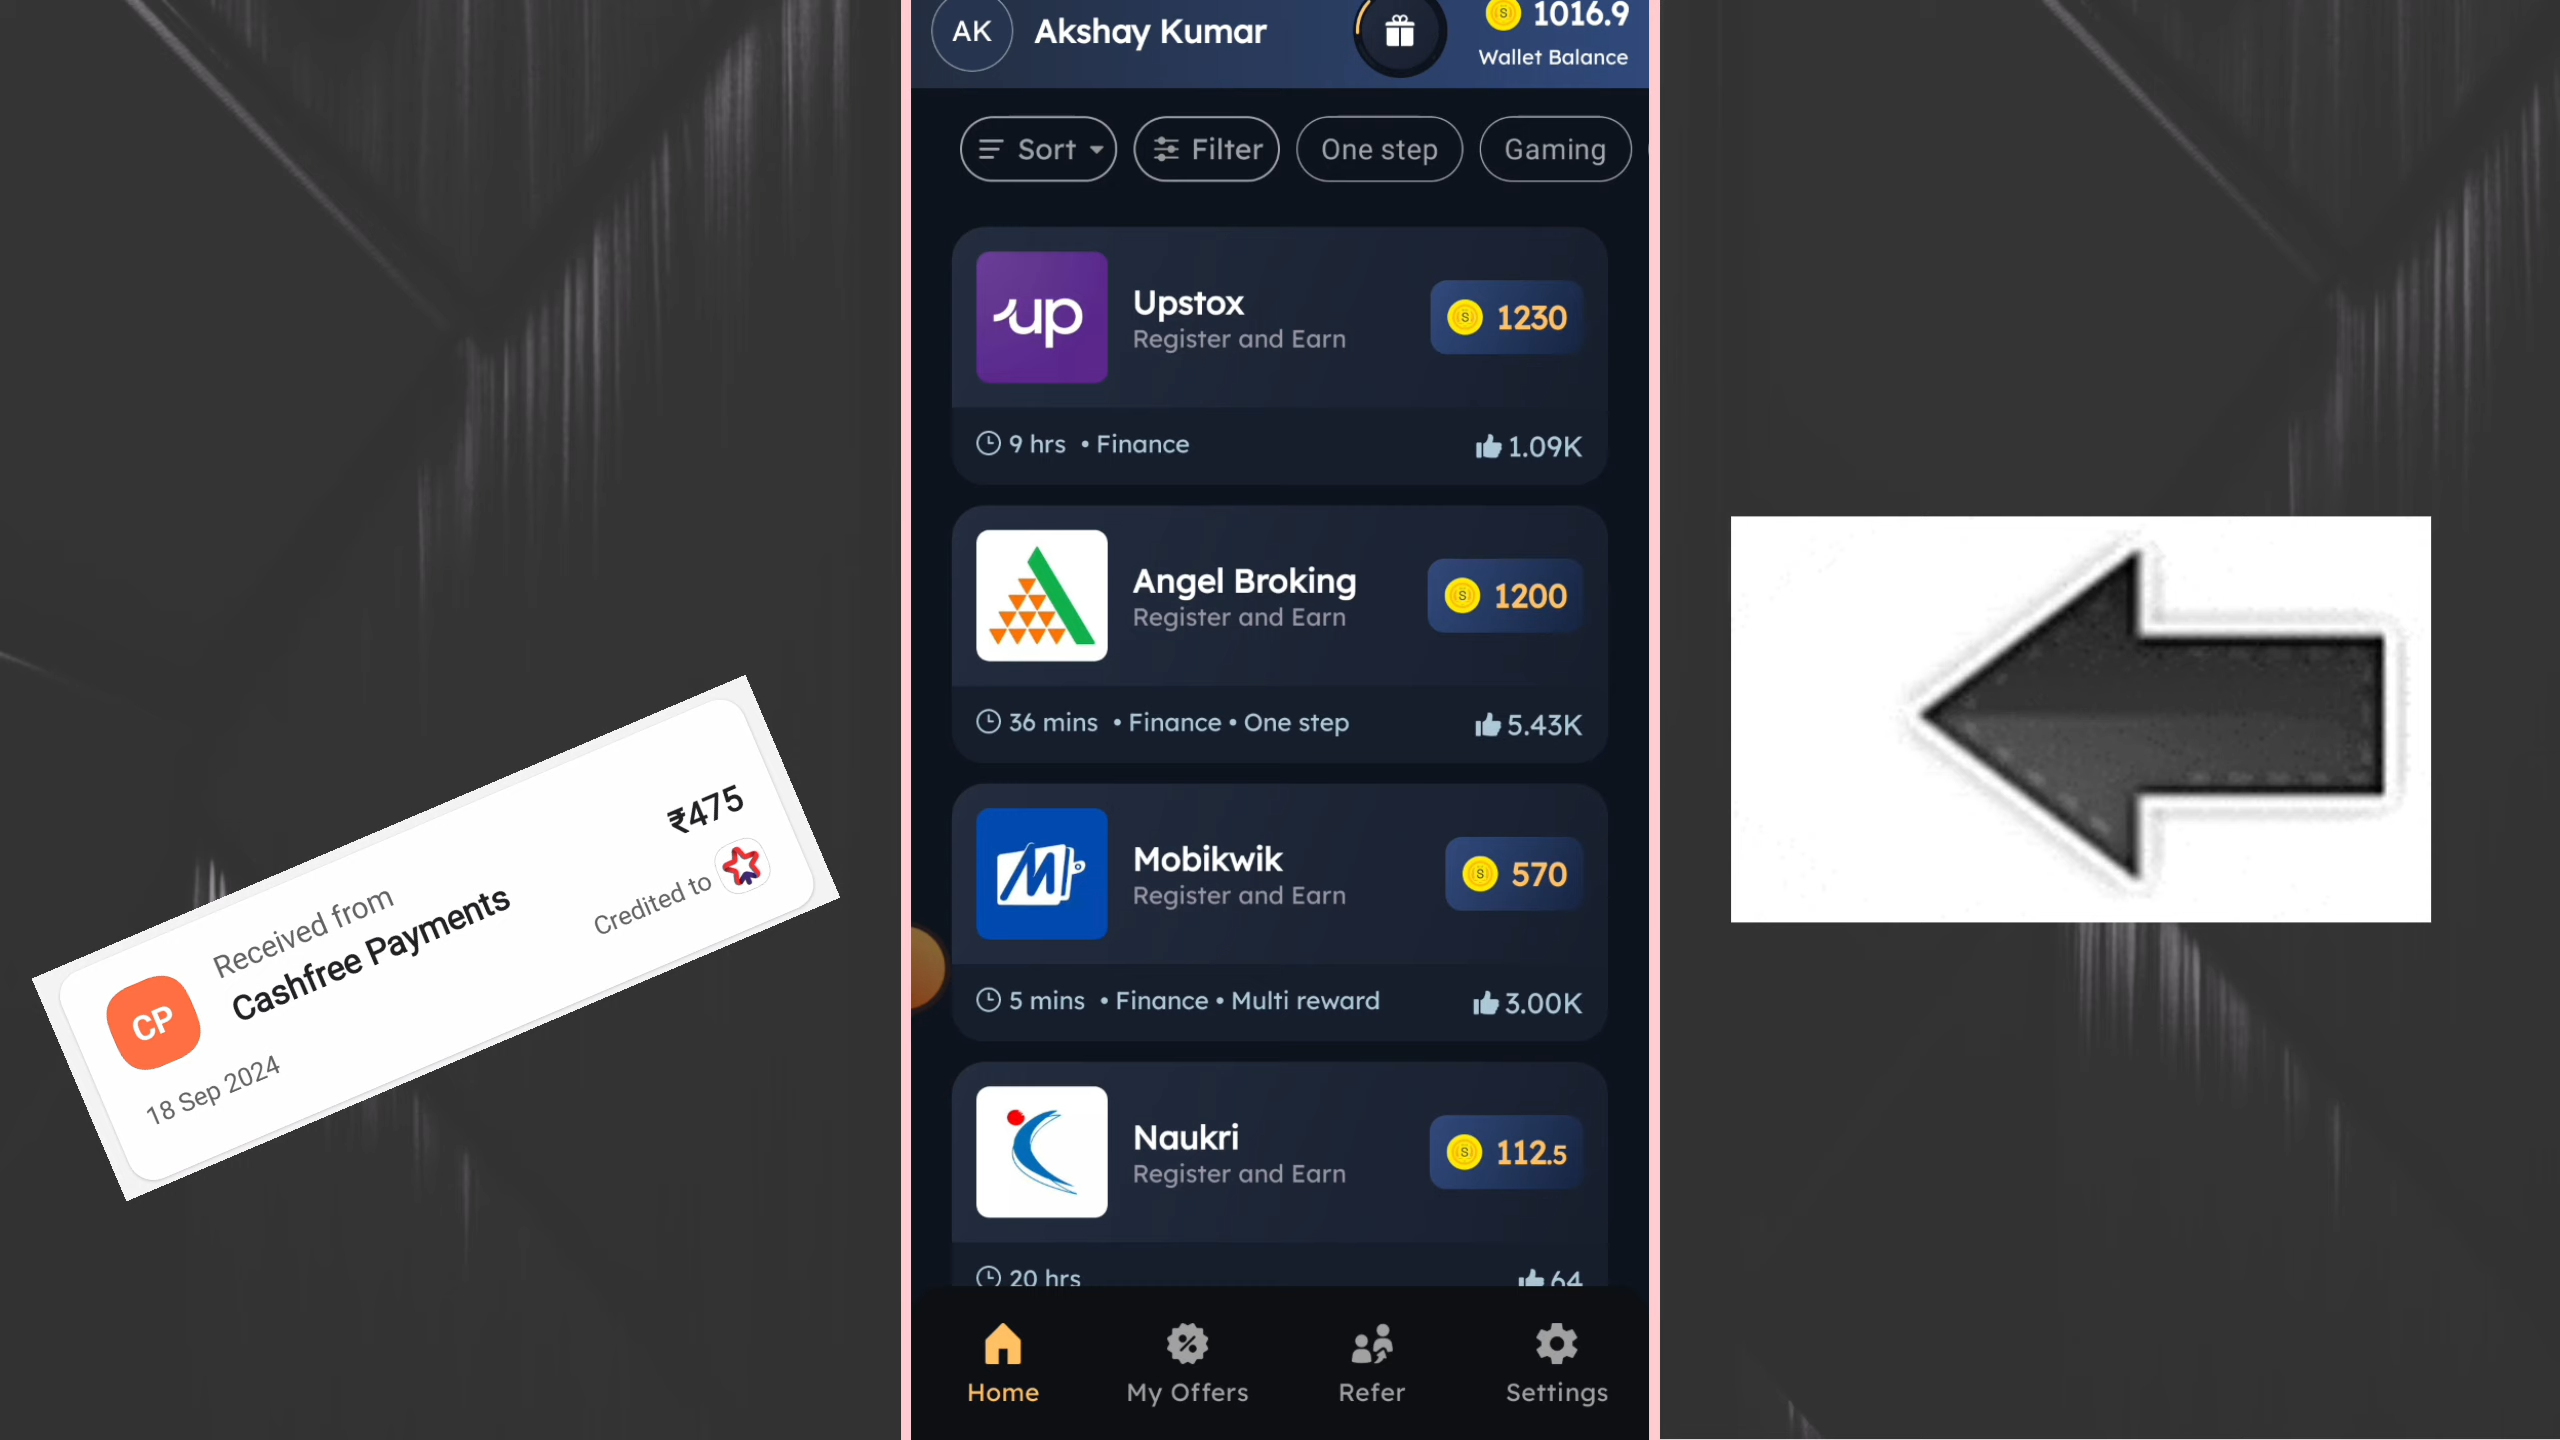 AK
Akshay Kumar
1016.9
Wallet Balance
Sort
Filter
One step
Gaming
up
Upstox
Register and Earn
1230
9 hrs • Finance
1.09K
Angel Broking
Register and Earn
1200
36 mins • Finance • One step
5.43K
Mobikwik
Register and Earn
570
5 mins • Finance • Multi reward
3.00K
Naukri
Register and Earn
112.5
20 hrs
64
Home
My Offers
Refer
Settings
CP
Received from
Cashfree Payments
₹475
18 Sep 2024
Credited to